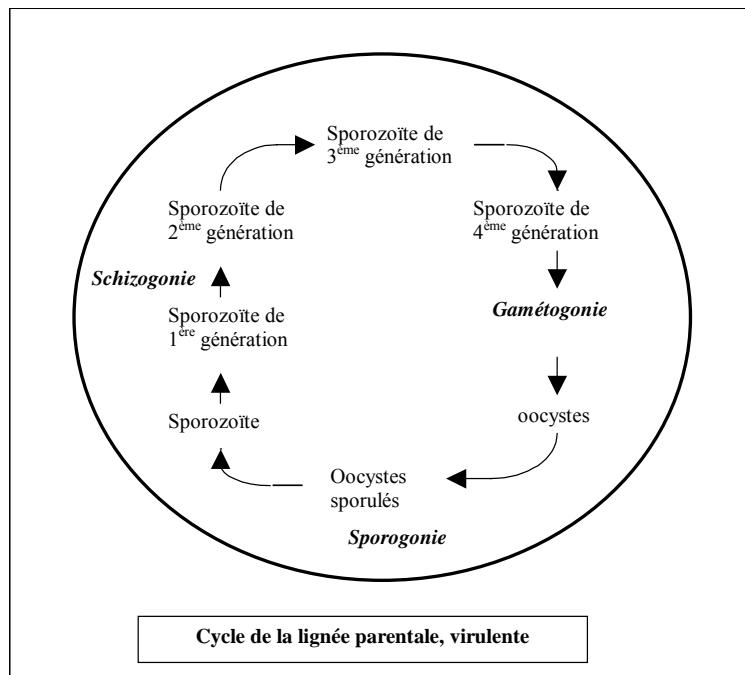 Sporozoïte de
3ème génération
Sporozoïte de
2ème génération
Sporozoïte de
4ème génération
Schizogonie
Gamétogonie
Sporozoïte de
1ère génération
Sporozoïte
oocystes
Oocystes
sporulés
Sporogonie
Cycle de la lignée parentale, virulente